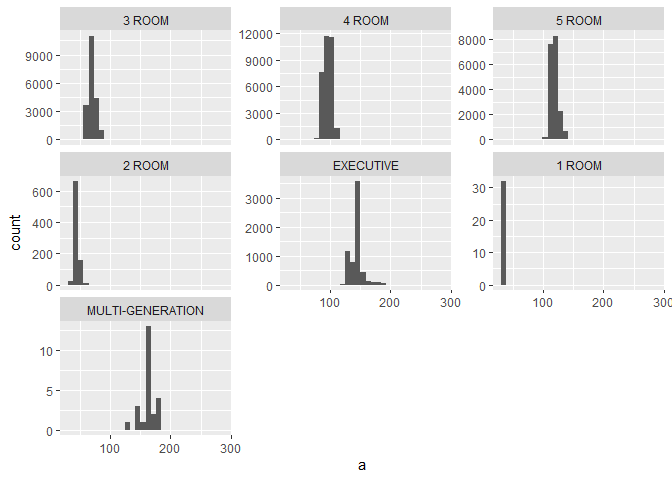 3 ROOM
4 ROOM
5 ROOM
9000
6000
3000
0
12000
9000
6000
3000
0
8000
6000
4000
2000
0
2 ROOM
EXECUTIVE
1 ROOM
600
400
200
0
3000
2000
1000
0
100 200 300
30
20
10
0
100 200 300
MULTI-GENERATION
10
5
0
100 200 300
count
a